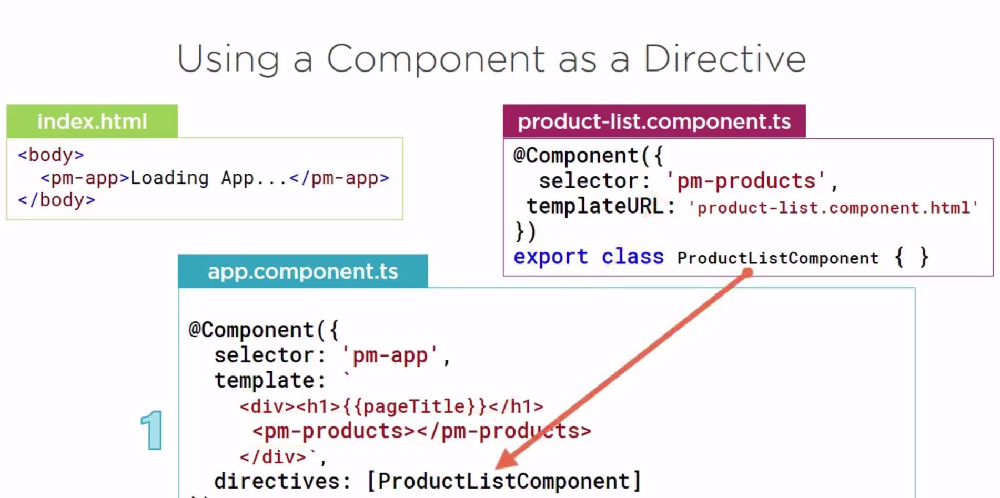 Using a Component as a Directive
index.html
<body>
  <pm-app>Loading App...</pm-app>
</body>
product-list.component.ts
@Component({
  selector: 'pm-products',
 templateURL: 'product-list.component.html'
})
export class ProductListComponent { }
app.component.ts
@Component({
  selector: 'pm-app',
  template: `
    <div><h1>{{pageTitle}}</h1>
     <pm-products></pm-products>
    </div>`,
  directives: [ProductListComponent]
1